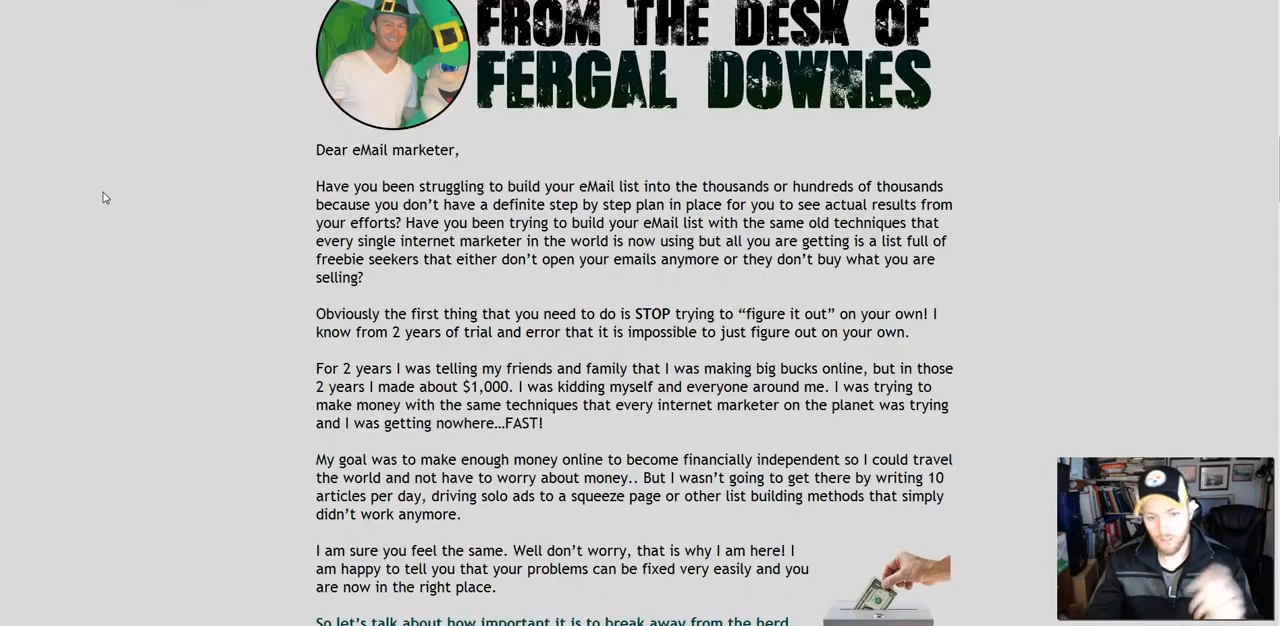 FROM THE DESK OF
FERGAL DOWNES
Dear eMail marketer,
Have you been struggling to build your eMail list into the thousands or hundreds of thousands
because you don’t have a definite step by step plan in place for you to see actual results from
your efforts? Have you been trying to build your eMail list with the same old techniques that
every single internet marketer in the world is now using but all you are getting is a list full of
freebie seekers that either don’t open your emails anymore or they don’t buy what you are
selling?
Obviously the first thing that you need to do is STOP trying to “figure it out” on your own! I
know from 2 years of trial and error that it is impossible to just figure out on your own.
For 2 years I was telling my friends and family that I was making big bucks online, but in those
2 years I made about $1,000. I was kidding myself and everyone around me. I was trying to
make money with the same techniques that every internet marketer on the planet was trying
and I was getting nowhere…FAST!
My goal was to make enough money online to become financially independent so I could travel
the world and not have to worry about money.. But I wasn’t going to get there by writing 10
articles per day, driving solo ads to a squeeze page or other list building methods that simply
didn’t work anymore.
I am sure you feel the same. Well don’t worry, that is why I am here! I
am happy to tell you that your problems can be fixed very easily and you
are now in the right place.
So let’s talk about how important it is to break away from the herd